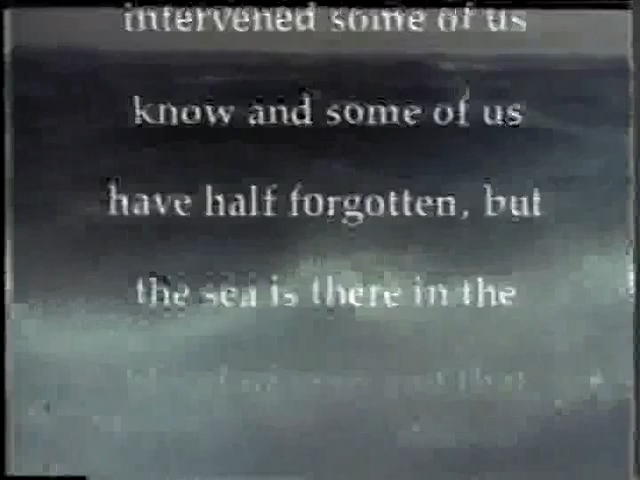 intervened some of us
know and some of us
have half forgotten, but
the sea is there in the